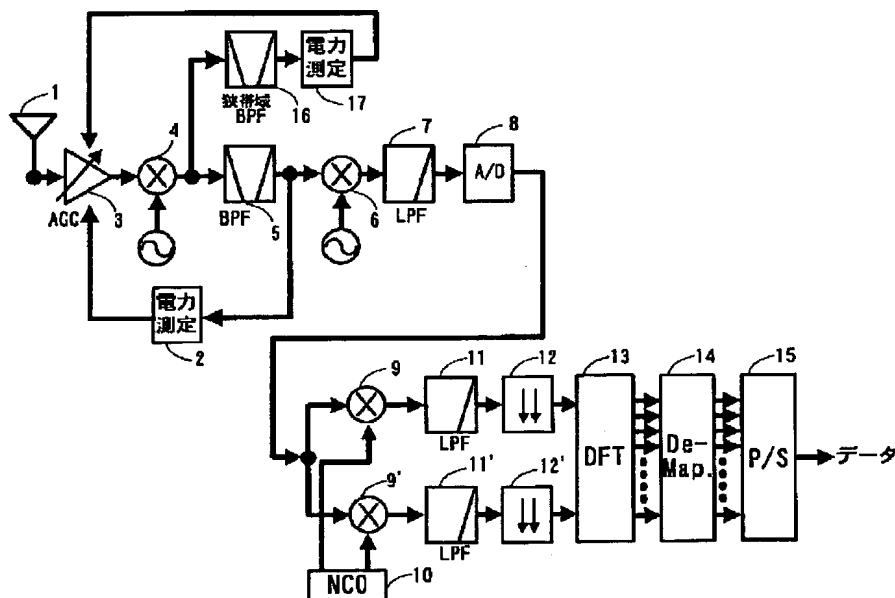 電力
測定
17
狭帯域
BPF
16
1
4
7
8
A/D
AGC
3
BPF
5
6
LPF
電力
測定
2
9
11
12
13
14
15
LPF
9'
11'
12'
LPF
DFT
De-
Map.
P/S
データ
NCO
10